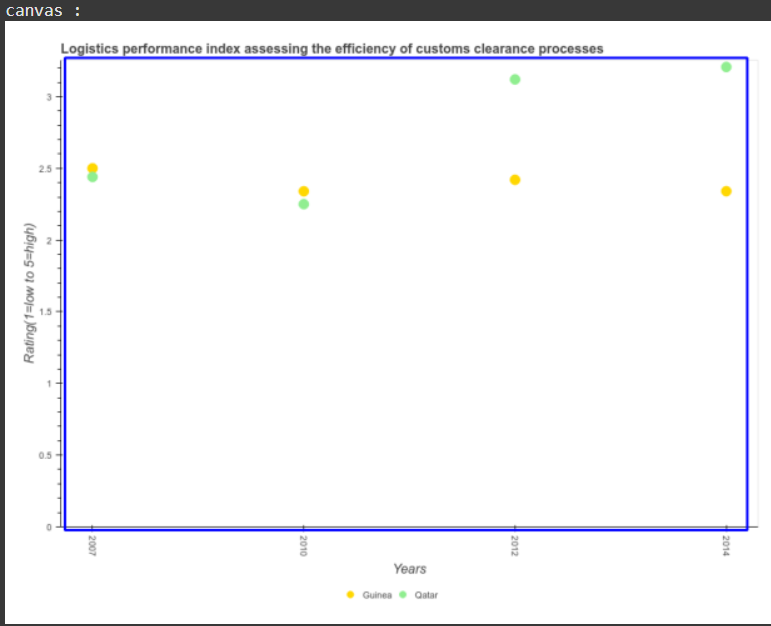 canvas :
Logistics performance index assessing the efficiency of customs clearance processes
3
2.5
2
1.5
1
0.5
0
Rating(1=low to 5=high)
2007
2010
2012
2014
Years
Guinea
Qatar